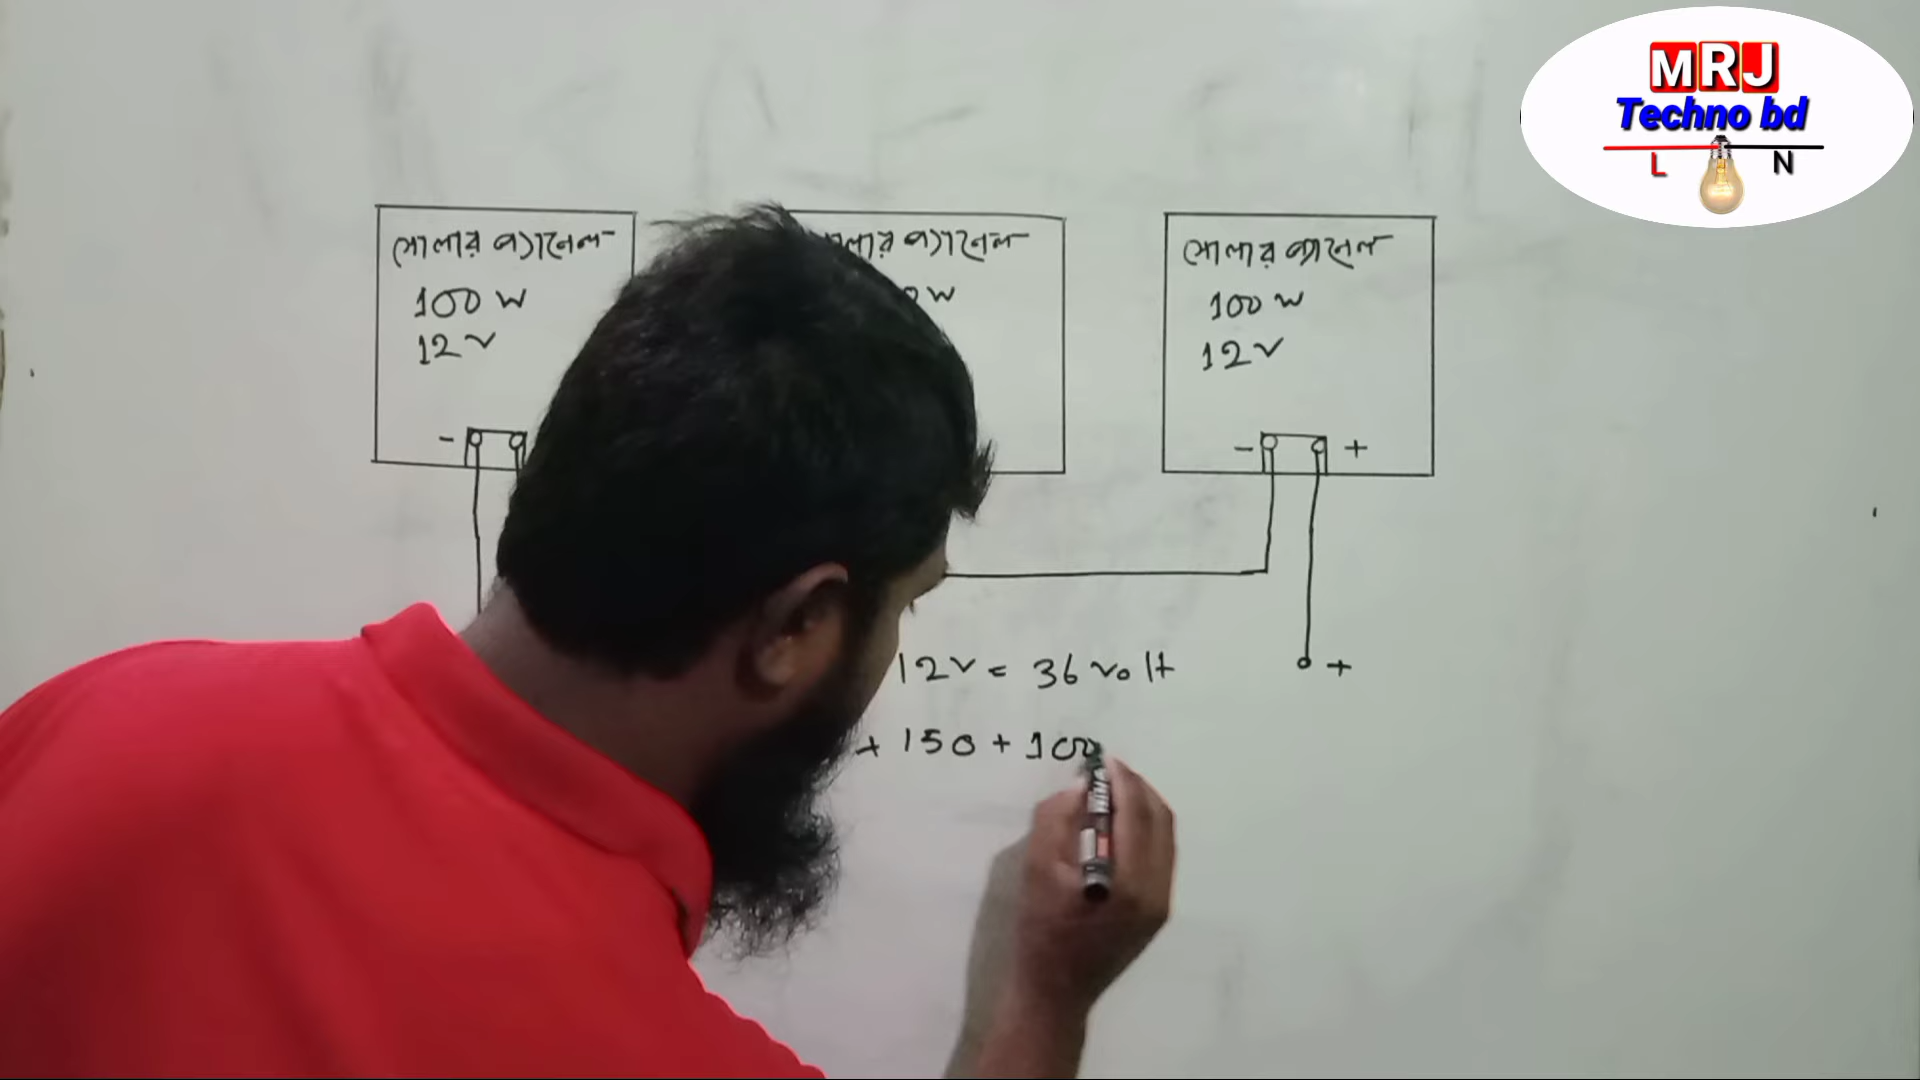 MRJ
Techno bd
L N
সোলার প্যানেল
100 W
12 V
-
প্যানেল
W
সোলার প্যানেল
100 W
12 V
- +
12 V = 36 volt
+
+ 150 + 100